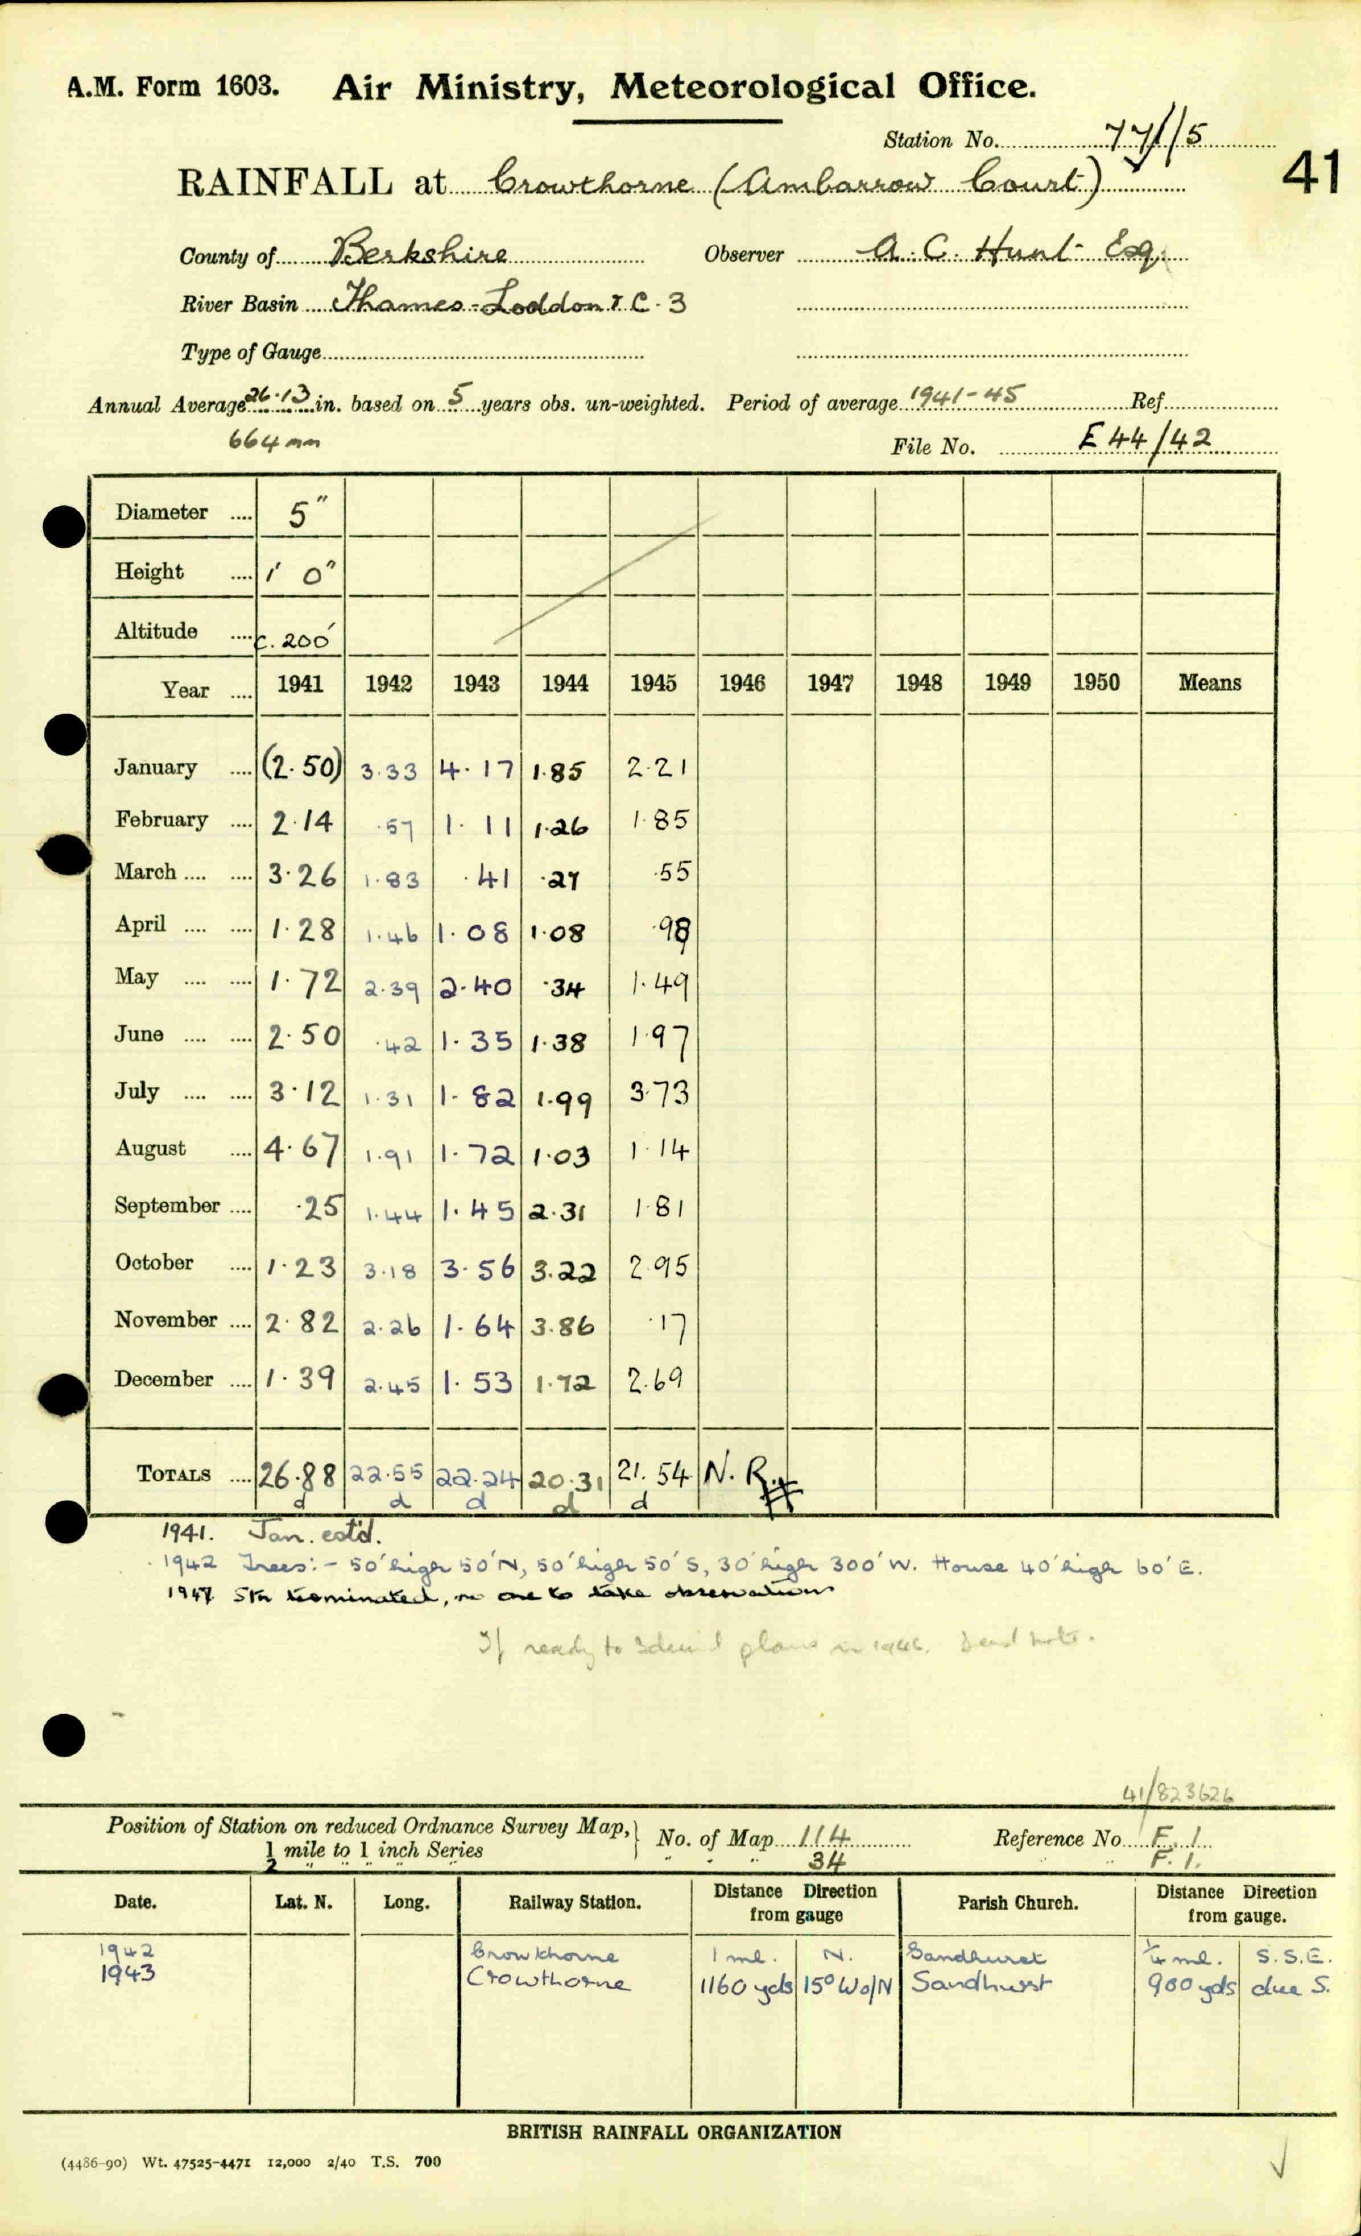 A.M. Form 1603. Air Ministry, Meteorological Office.
Station No. 77/1/5
41
RAINFALL at Crowthorne (Ambarrow Court)
County of Berkshire Observer A. C. Hunt Esq.
River Basin Thames-Loddon & C. 3
Type of Gauge
Annual Average 26.13 in. based on 5 years obs. un-weighted. Period of average 1941-45 Ref
664mm
File No. E 44/42
Diameter .... 5"
Height .... 1' 0"
Altitude .... c. 200'
Year .... 1941 1942 1943 1944 1945 1946 1947 1948 1949 1950 Means
January .... (2.50) 3.33 4.17 1.85 2.21
February .... 2.14 .57 1.11 1.26 1.85
March .... .... 3.26 1.83 .41 .27 .55
April .... .... 1.28 1.46 1.08 1.08 .98
May .... .... 1.72 2.39 2.40 .34 1.49
June .... .... 2.50 .42 1.35 1.38 1.97
July .... .... 3.12 1.31 1.82 1.99 3.73
August .... 4.67 1.91 1.72 1.03 1.14
September .... .25 1.44 1.45 2.31 1.81
October .... 1.23 3.18 3.56 3.22 2.95
November .... 2.82 2.26 1.64 3.86 .17
December .... 1.39 2.45 1.53 1.72 2.69
TOTALS .... 26.88 22.55 22.24 20.31 21.54 N.R.
d d d d d
1941. Jan. est'd.
1942 Trees:- 50' high 50' N, 50' high 50' S, 30' high 300' W. House 40' high 60' E.
1947 Stn terminated, no one to take observations
If ready to plans in 1946. Send note.
41/823626
Position of Station on reduced Ordnance Survey Map, No. of Map 114 Reference No. F. 1
1 mile to 1 inch Series
2 " " " " " " 34 " " F. 1.
Date. Lat. N. Long. Railway Station. Distance Direction from gauge Parish Church. Distance Direction from gauge.
1942 Crowthorne 1 ml. N. Sandhurst ¼ ml. S.S.E.
1943 Crowthorne 1160 yds 15° W o/N Sandhurst 900 yds due S.
BRITISH RAINFALL ORGANIZATION
(4486-90) Wt. 47525-4471 12,000 2/40 T.S. 700